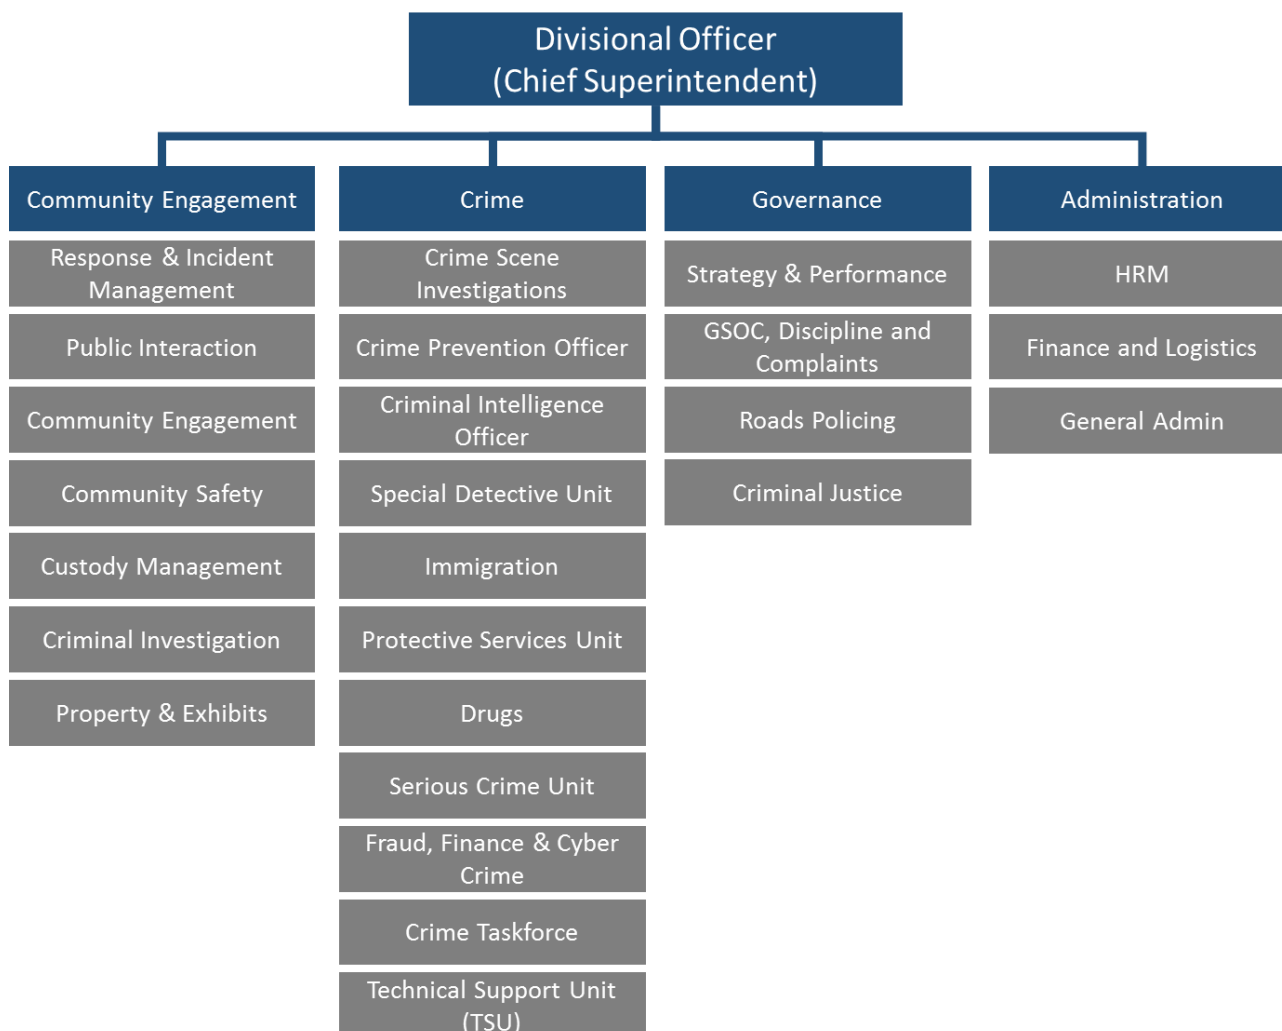 Divisional Officer
(Chief Superintendent)
Community Engagement
Response & Incident
Management
Public Interaction
Community Engagement
Community Safety
Custody Management
Criminal Investigation
Property & Exhibits
Crime
Crime Scene
Investigations
Crime Prevention Officer
Criminal Intelligence
Officer
Special Detective Unit
Immigration
Protective Services Unit
Drugs
Serious Crime Unit
Fraud, Finance & Cyber
Crime
Crime Taskforce
Technical Support Unit
(TSU)
Governance
Strategy & Performance
GSOC, Discipline and
Complaints
Roads Policing
Criminal Justice
Administration
HRM
Finance and Logistics
General Admin